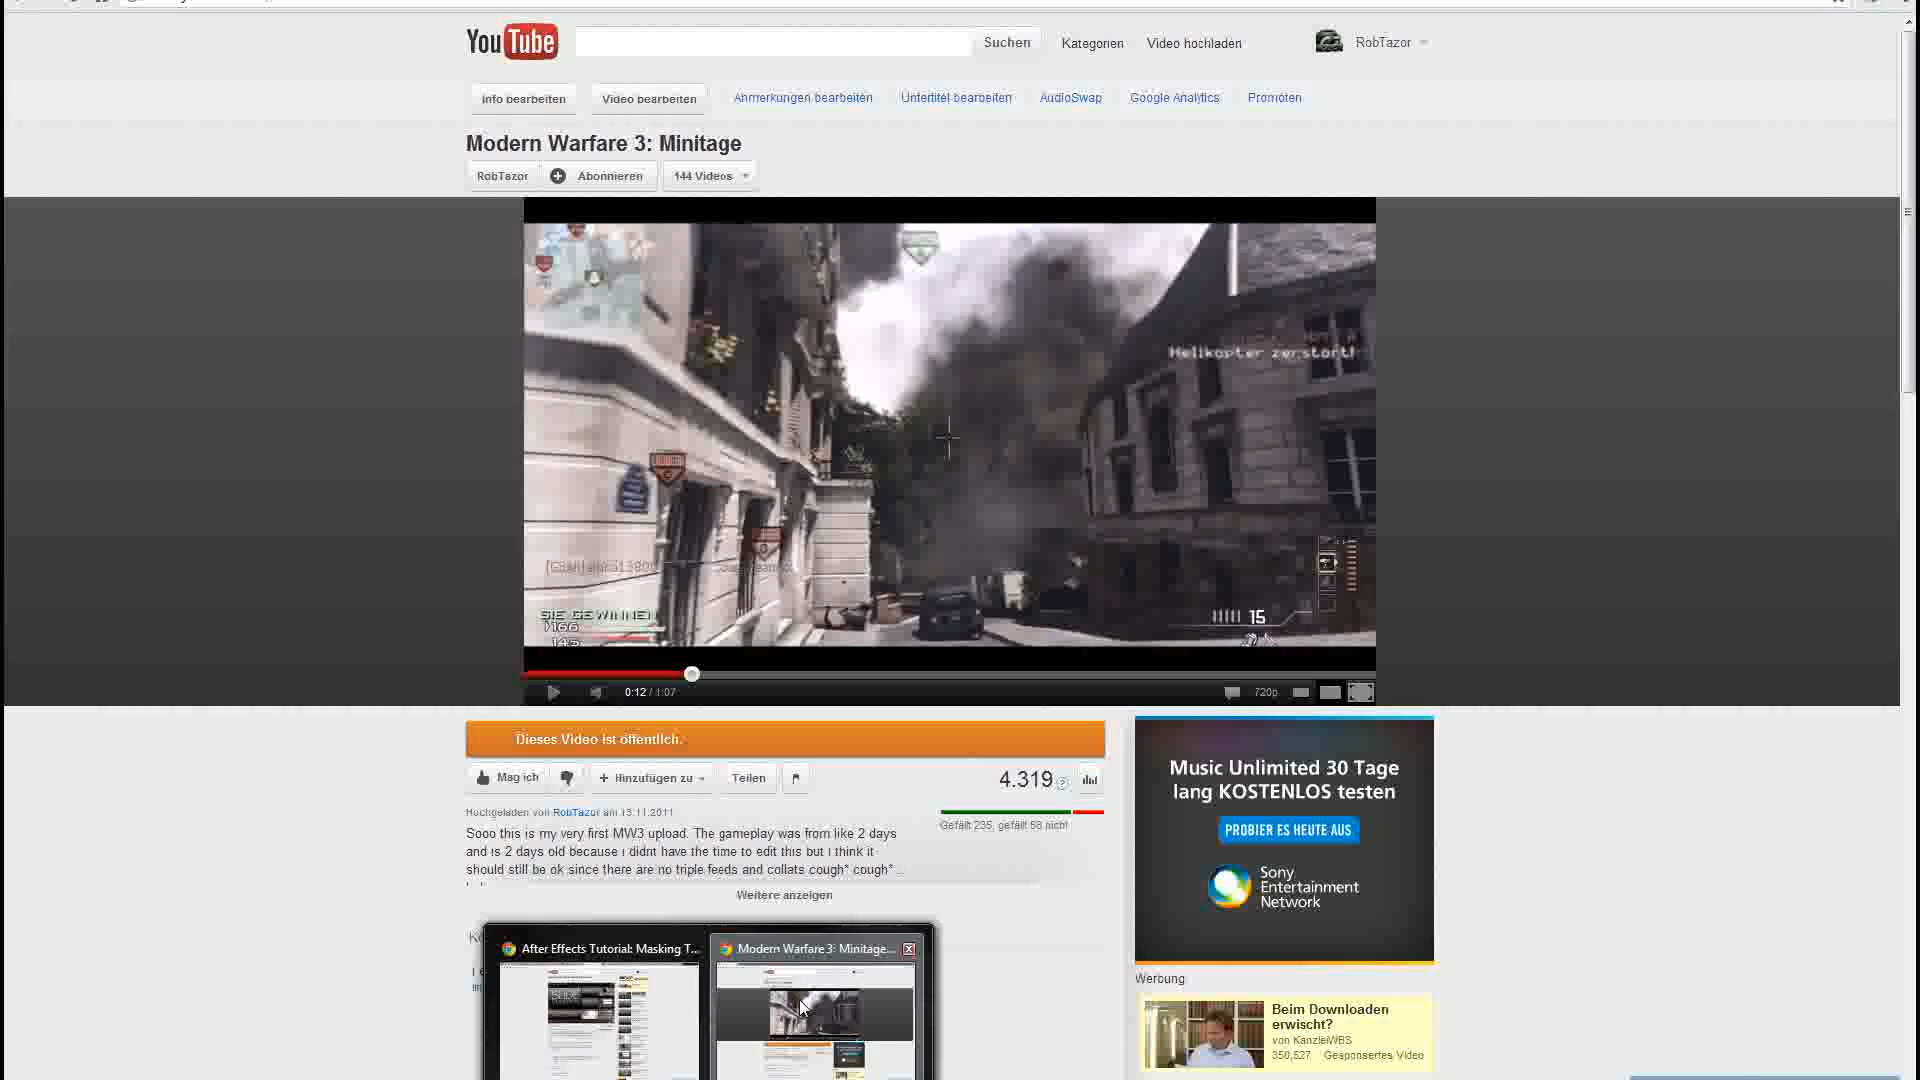 YouTube
Suchen
Kategorien
Video hochladen
RobTazor
Info bearbeiten
Video bearbeiten
Anmerkungen bearbeiten
Untertitel bearbeiten
AudioSwap
Google Analytics
Promoten
Modern Warfare 3: Minitage
RobTazor
Abonnieren
144 Videos
Helikopter zerstört!
SIE GEWINNEN
7166
15
0:12 / 1:07
720p
Dieses Video ist öffentlich.
Mag ich
+ Hinzufügen zu
Teilen
4.319
Hochgeladen von RobTazor am 13.11.2011
Gefällt 235, gefällt 58 nicht
Sooo this is my very first MW3 upload. The gameplay was from like 2 days
and is 2 days old because i didnt have the time to edit this but i think it
should still be ok since there are no triple feeds and collats cough* cough*
Weitere anzeigen
After Effects Tutorial: Masking T...
Modern Warfare 3: Minitage...
Music Unlimited 30 Tage
lang KOSTENLOS testen
PROBIER ES HEUTE AUS
Sony
Entertainment
Network
Werbung
Beim Downloaden
erwischt?
von KanzleiWBS
350,527 Gesponsertes Video